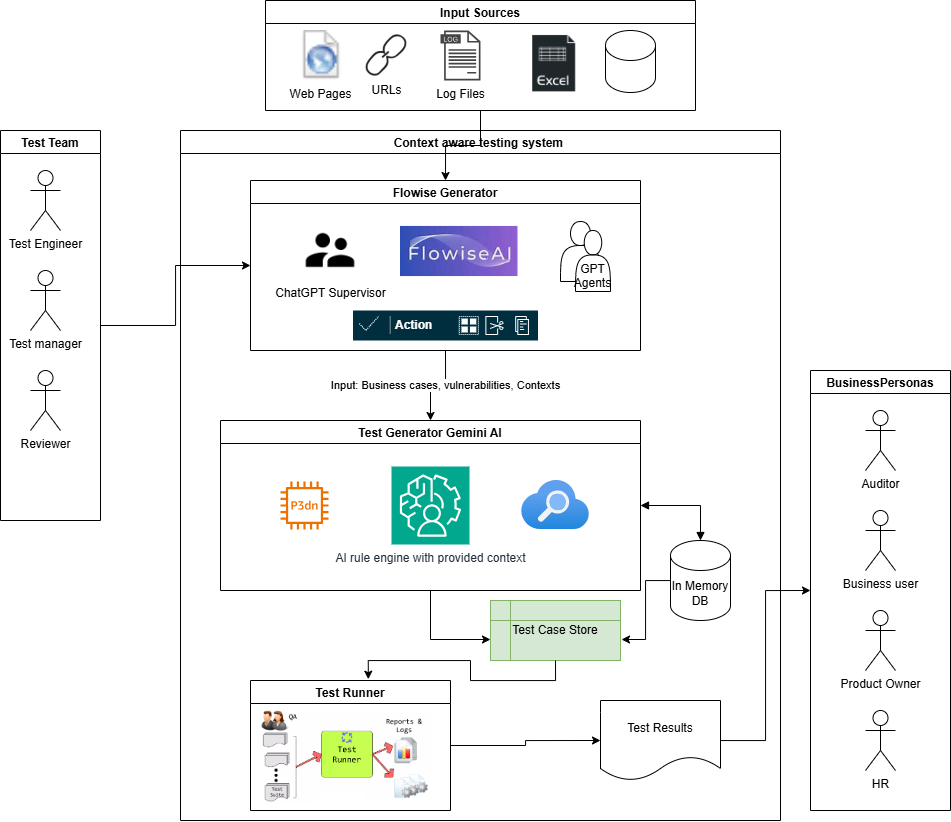 Input Sources
LOG
Excel
Web Pages
URLs
Log Files
Test Team
Context aware testing system
Test Engineer
Test manager
Reviewer
Flowise Generator
FlowiseAI
ChatGPT Supervisor
GPT
Agents
Action
Input: Business cases, vulnerabilities, Contexts
Test Generator Gemini AI
P3dn
AI rule engine with provided context
In Memory
DB
Test Case Store
BusinessPersonas
Auditor
Business user
Product Owner
HR
Test Runner
QA
Reports &
Logs
Test
Runner
Test
Suite
Test Results